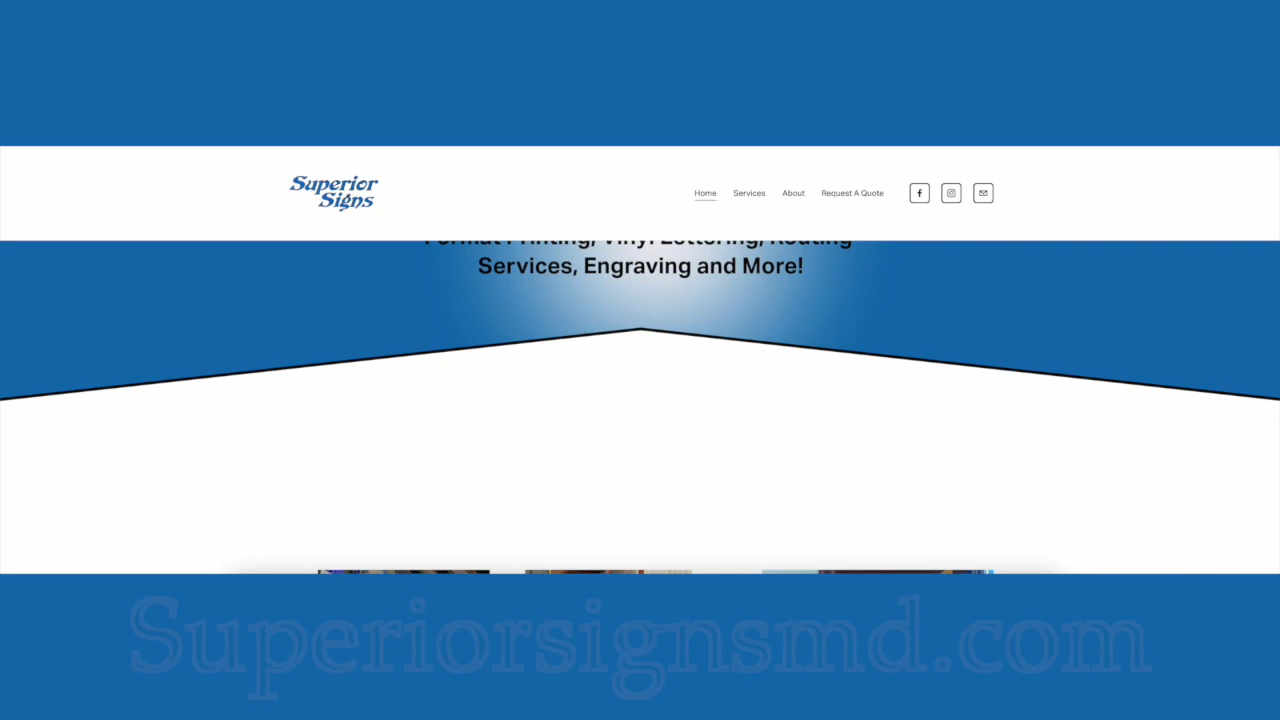 Superior
Signs
Home Services About Request A Quote
Format Printing, Vinyl Lettering, Routing
Services, Engraving and More!
Superiorsignsmd.com